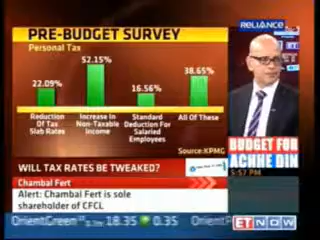 PRE-BUDGET SURVEY
RELIANCE
Personal Tax
52.15%
38.65%
22.09%
16.56%
Reduction Of Tax Slab Rates
Increase In Non-Taxable Income
Standard Deduction For Salaried Employees
All Of These
Source:KPMG
BUDGET FOR
ACHHE DIN
WILL TAX RATES BE TWEAKED?
5:57 PM
Chambal Fert
Alert: Chambal Fert is sole
shareholder of CFCL
OrientGreen
18.35
0.35
OrientP
ET NOW